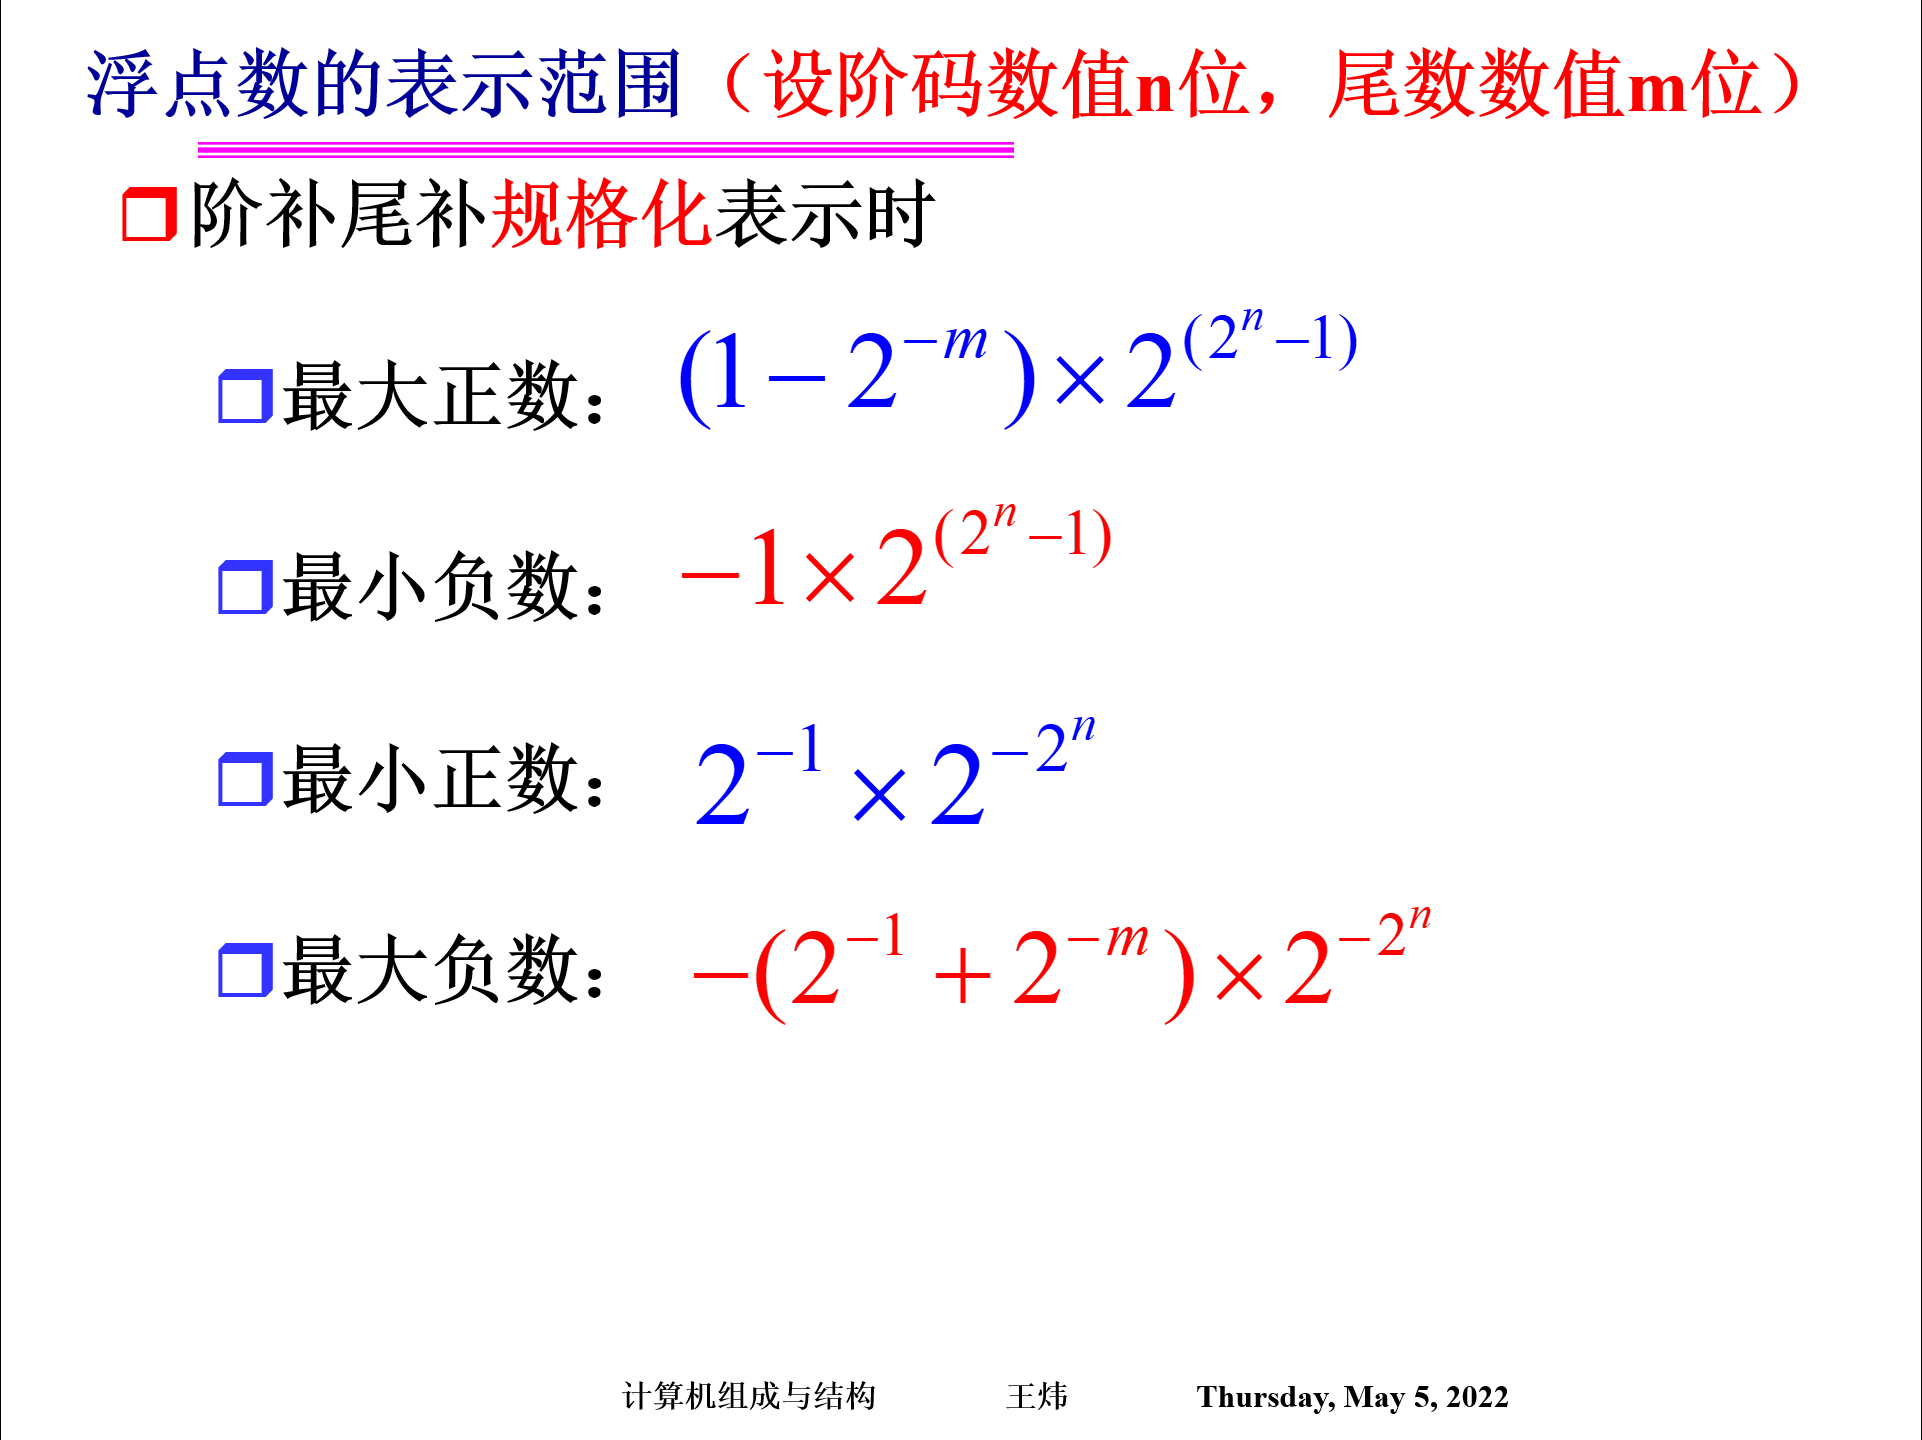 浮点数的表示范围（设阶码数值n位，尾数数值m位）
阶补尾补规格化表示时
最大正数： $(1-2^{-m})\times 2^{(2^n-1)}$
最小负数： $-1\times 2^{(2^n-1)}$
最小正数： $2^{-1}\times 2^{-2^n}$
最大负数： $-(2^{-1}+2^{-m})\times 2^{-2^n}$
计算机组成与结构 王炜 Thursday, May 5, 2022